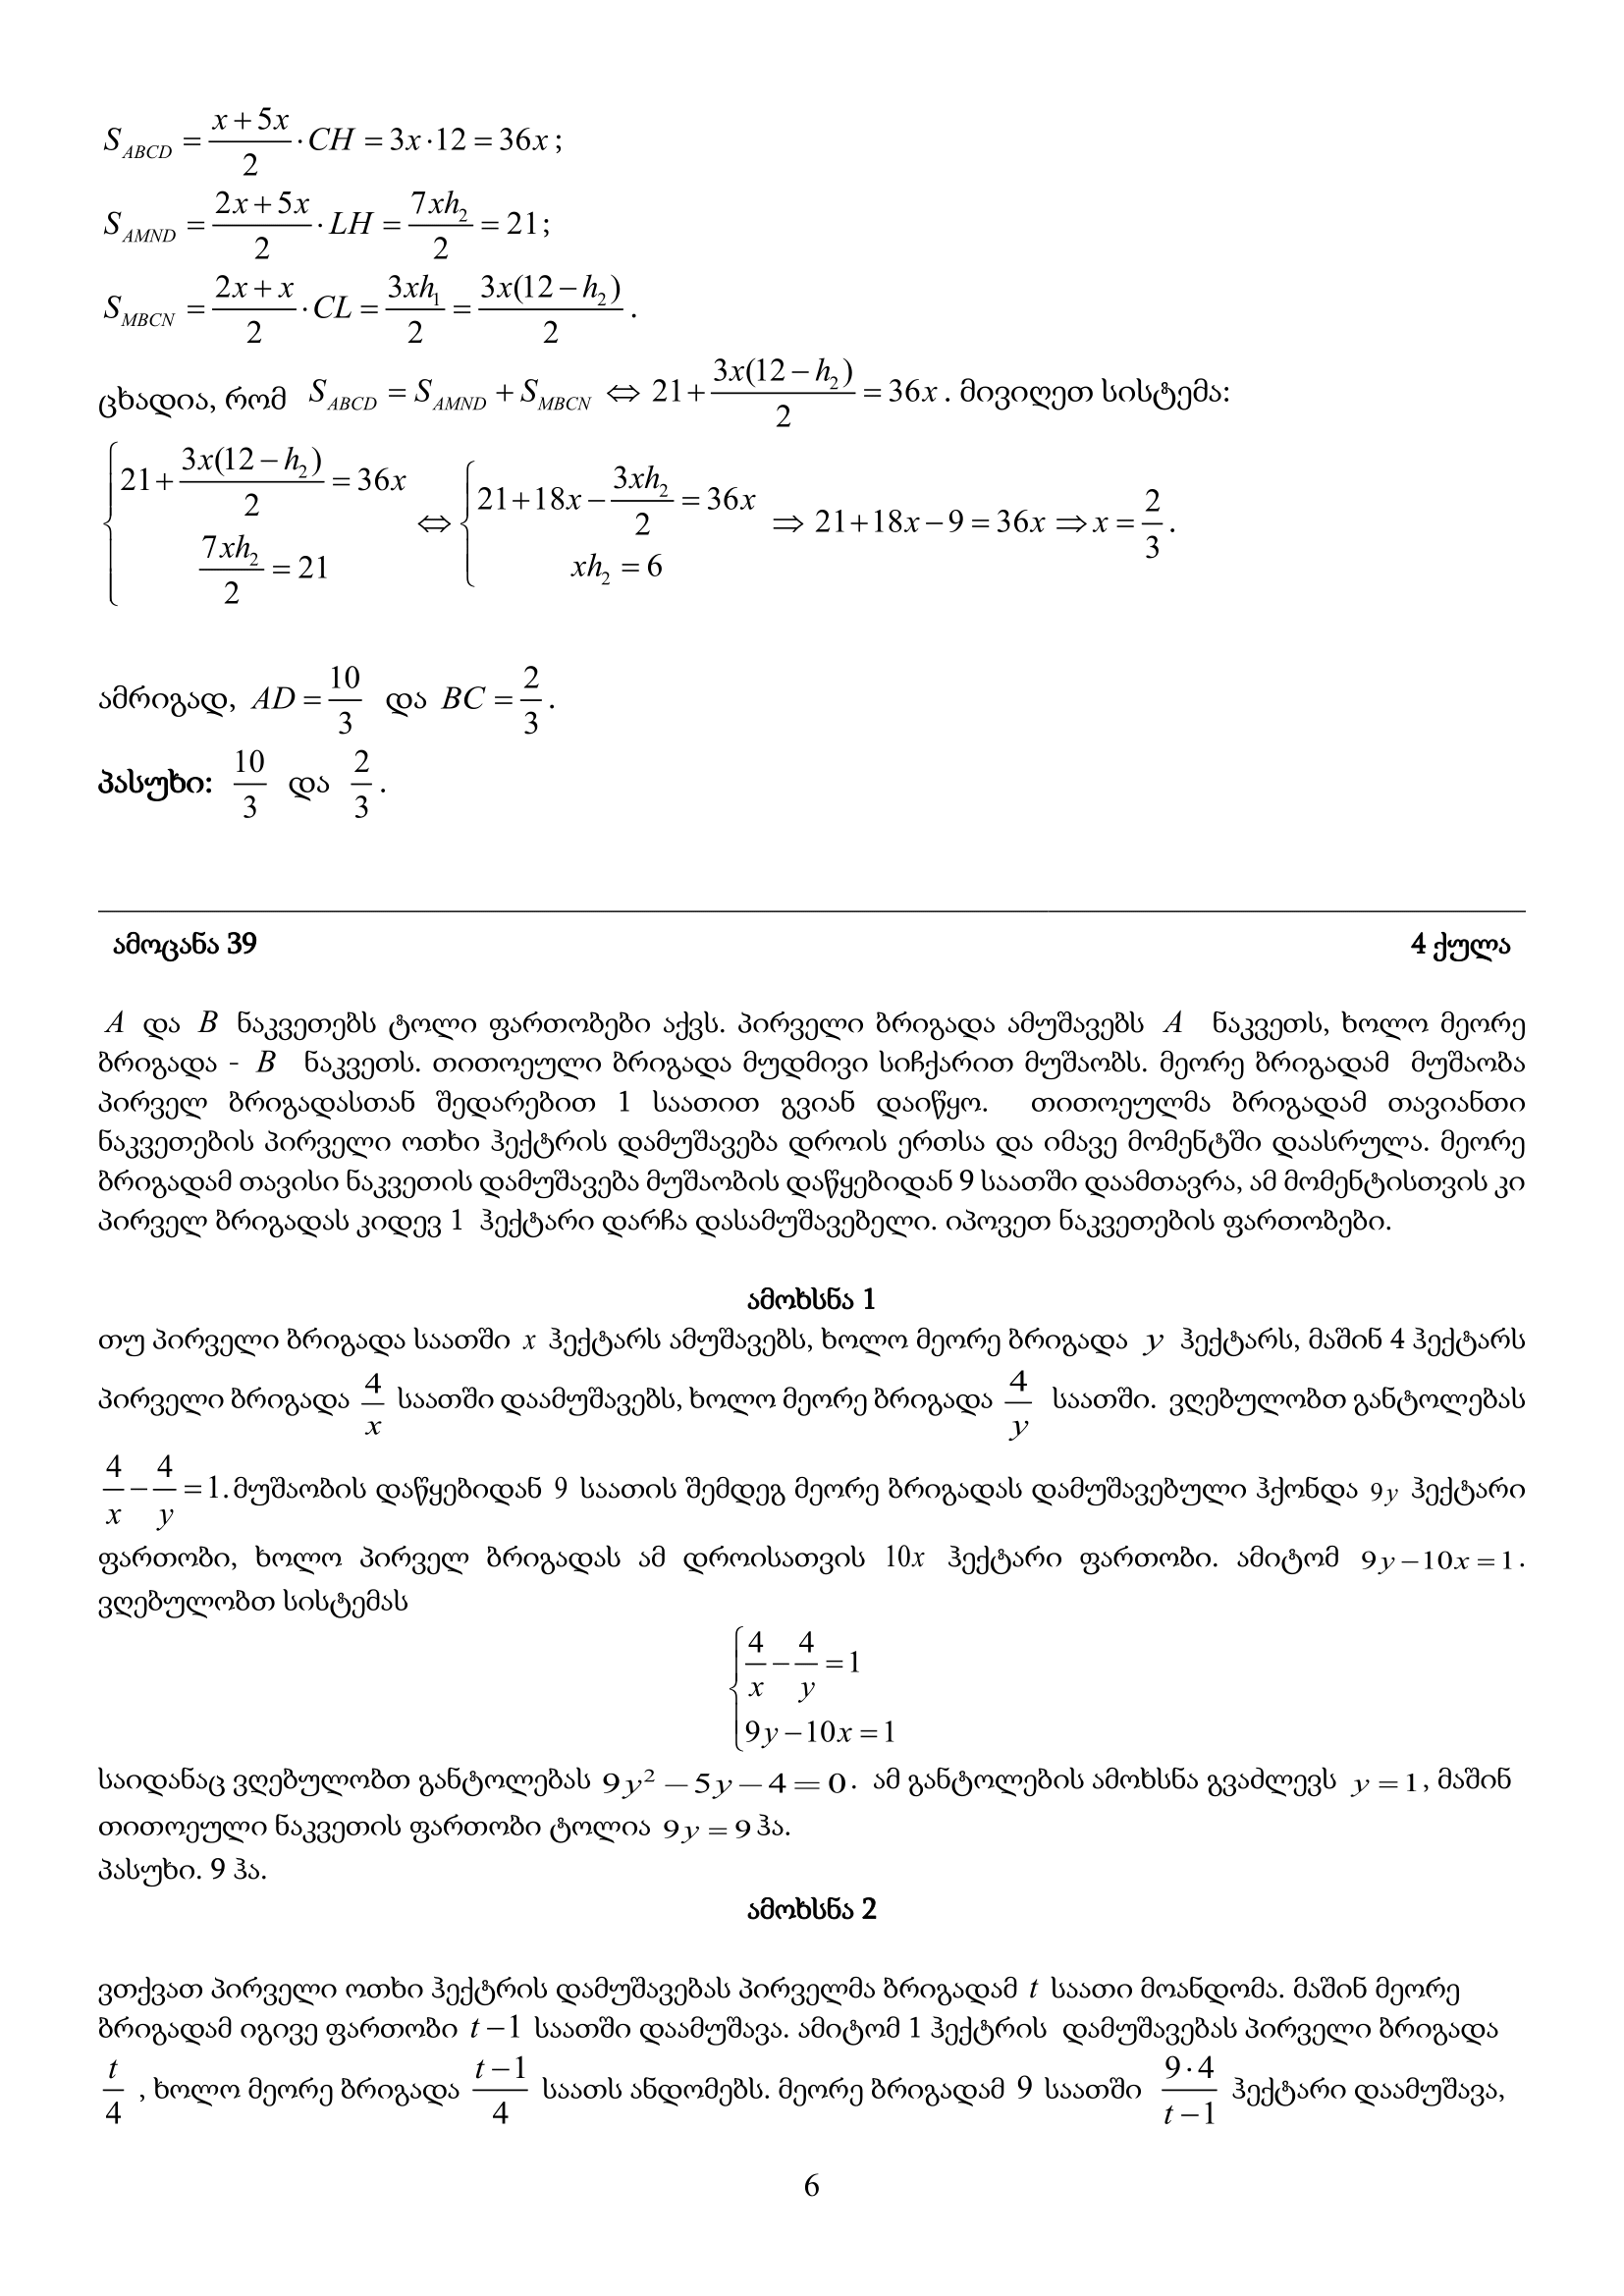 S_{ABCD} = \frac{x+5x}{2} \cdot CH = 3x \cdot 12 = 36x;
S_{AMND} = \frac{2x+5x}{2} \cdot LH = \frac{7xh_2}{2} = 21;
S_{MBCN} = \frac{2x+x}{2} \cdot CL = \frac{3xh_1}{2} = \frac{3x(12-h_2)}{2}.
ცხადია, რომ S_{ABCD} = S_{AMND} + S_{MBCN} ⇔ 21 + \frac{3x(12-h_2)}{2} = 36x. მივიღეთ სისტემა:
\begin{cases} 21 + \frac{3x(12-h_2)}{2} = 36x \\ \frac{7xh_2}{2} = 21 \end{cases} ⇔ \begin{cases} 21 + 18x - \frac{3xh_2}{2} = 36x \\ xh_2 = 6 \end{cases} ⇒ 21 + 18x - 9 = 36x ⇒ x = \frac{2}{3}.
ამრიგად, AD = \frac{10}{3} და BC = \frac{2}{3}.
პასუხი: \frac{10}{3} და \frac{2}{3}.
ამოცანა 39 4 ქულა
A და B ნაკვეთებს ტოლი ფართობები აქვს. პირველი ბრიგადა ამუშავებს A ნაკვეთს, ხოლო მეორე
ბრიგადა - B ნაკვეთს. თითოეული ბრიგადა მუდმივი სიჩქარით მუშაობს. მეორე ბრიგადამ მუშაობა
პირველ ბრიგადასთან შედარებით 1 საათით გვიან დაიწყო. თითოეულმა ბრიგადამ თავიანთი
ნაკვეთების პირველი ოთხი ჰექტრის დამუშავება დროის ერთსა და იმავე მომენტში დაასრულა. მეორე
ბრიგადამ თავისი ნაკვეთის დამუშავება მუშაობის დაწყებიდან 9 საათში დაამთავრა, ამ მომენტისთვის კი
პირველ ბრიგადას კიდევ 1 ჰექტარი დარჩა დასამუშავებელი. იპოვეთ ნაკვეთების ფართობები.
ამოხსნა 1
თუ პირველი ბრიგადა საათში x ჰექტარს ამუშავებს, ხოლო მეორე ბრიგადა y ჰექტარს, მაშინ 4 ჰექტარს
პირველი ბრიგადა \frac{4}{x} საათში დაამუშავებს, ხოლო მეორე ბრიგადა \frac{4}{y} საათში. ვღებულობთ განტოლებას
\frac{4}{x} - \frac{4}{y} = 1. მუშაობის დაწყებიდან 9 საათის შემდეგ მეორე ბრიგადას დამუშავებული ჰქონდა 9y ჰექტარი
ფართობი, ხოლო პირველ ბრიგადას ამ დროისათვის 10x ჰექტარი ფართობი. ამიტომ 9y - 10x = 1.
ვღებულობთ სისტემას
\begin{cases} \frac{4}{x} - \frac{4}{y} = 1 \\ 9y - 10x = 1 \end{cases}
საიდანაც ვღებულობთ განტოლებას 9y^2 - 5y - 4 = 0. ამ განტოლების ამოხსნა გვაძლევს y = 1, მაშინ
თითოეული ნაკვეთის ფართობი ტოლია 9y = 9 ჰა.
პასუხი. 9 ჰა.
ამოხსნა 2
ვთქვათ პირველი ოთხი ჰექტრის დამუშავებას პირველმა ბრიგადამ t საათი მოანდომა. მაშინ მეორე
ბრიგადამ იგივე ფართობი t - 1 საათში დაამუშავა. ამიტომ 1 ჰექტრის დამუშავებას პირველი ბრიგადა
\frac{t}{4} , ხოლო მეორე ბრიგადა \frac{t-1}{4} საათს ანდომებს. მეორე ბრიგადამ 9 საათში \frac{9 \cdot 4}{t-1} ჰექტარი დაამუშავა,
6